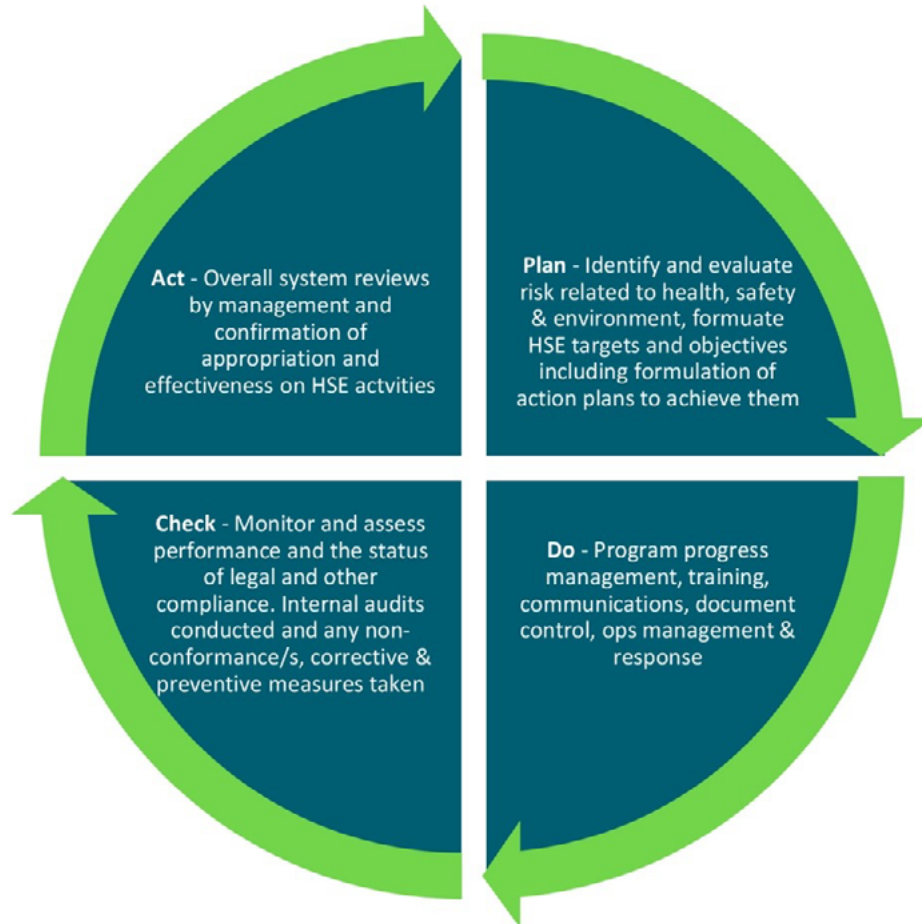 Act - Overall system reviews
by management and
confirmation of
appropriation and
effectiveness on HSE actvities
Plan - Identify and evaluate
risk related to health, safety
& environment, formuate
HSE targets and objectives
including formulation of
action plans to achieve them
Check - Monitor and assess
performance and the status
of legal and other
compliance. Internal audits
conducted and any non-
conformance/s, corrective &
preventive measures taken
Do - Program progress
management, training,
communications, document
control, ops management &
response